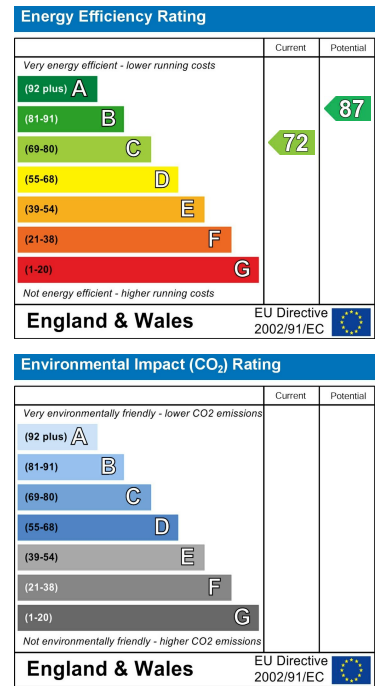 Energy Efficiency Rating
Current Potential
Very energy efficient - lower running costs
(92 plus) A
(81-91) B
87
(69-80) C
72
(55-68) D
(39-54) E
(21-38) F
(1-20) G
Not energy efficient - higher running costs
England & Wales
EU Directive
2002/91/EC
Environmental Impact (CO₂) Rating
Current Potential
Very environmentally friendly - lower CO2 emissions
(92 plus) A
(81-91) B
(69-80) C
(55-68) D
(39-54) E
(21-38) F
(1-20) G
Not environmentally friendly - higher CO2 emissions
England & Wales
EU Directive
2002/91/EC